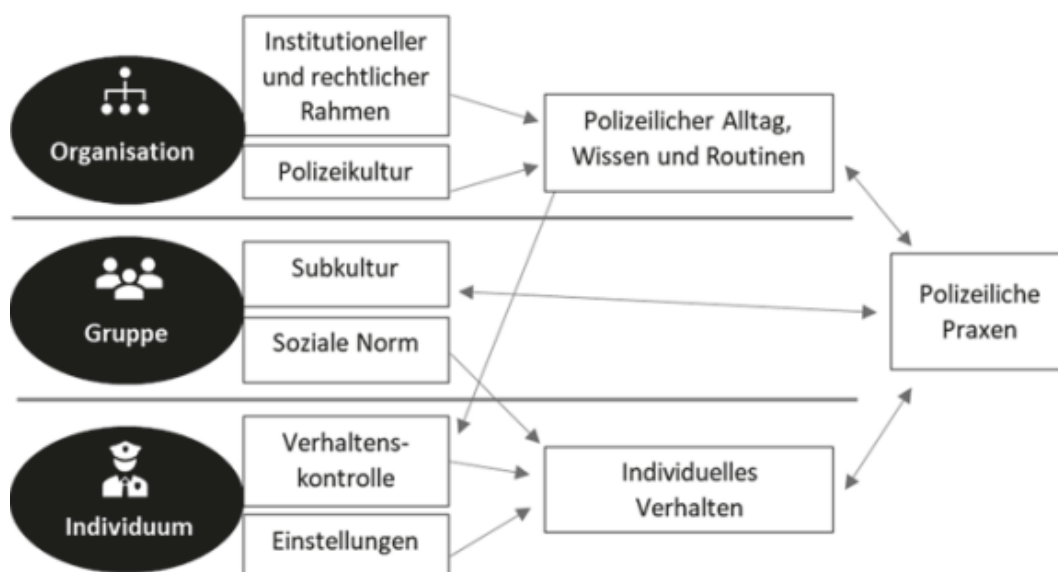 Institutioneller
und rechtlicher
Rahmen
Organisation
Polizeikultur
Polizeilicher Alltag,
Wissen und Routinen
Subkultur
Gruppe
Soziale Norm
Polizeiliche
Praxen
Verhaltens-
kontrolle
Individuum
Einstellungen
Individuelles
Verhalten